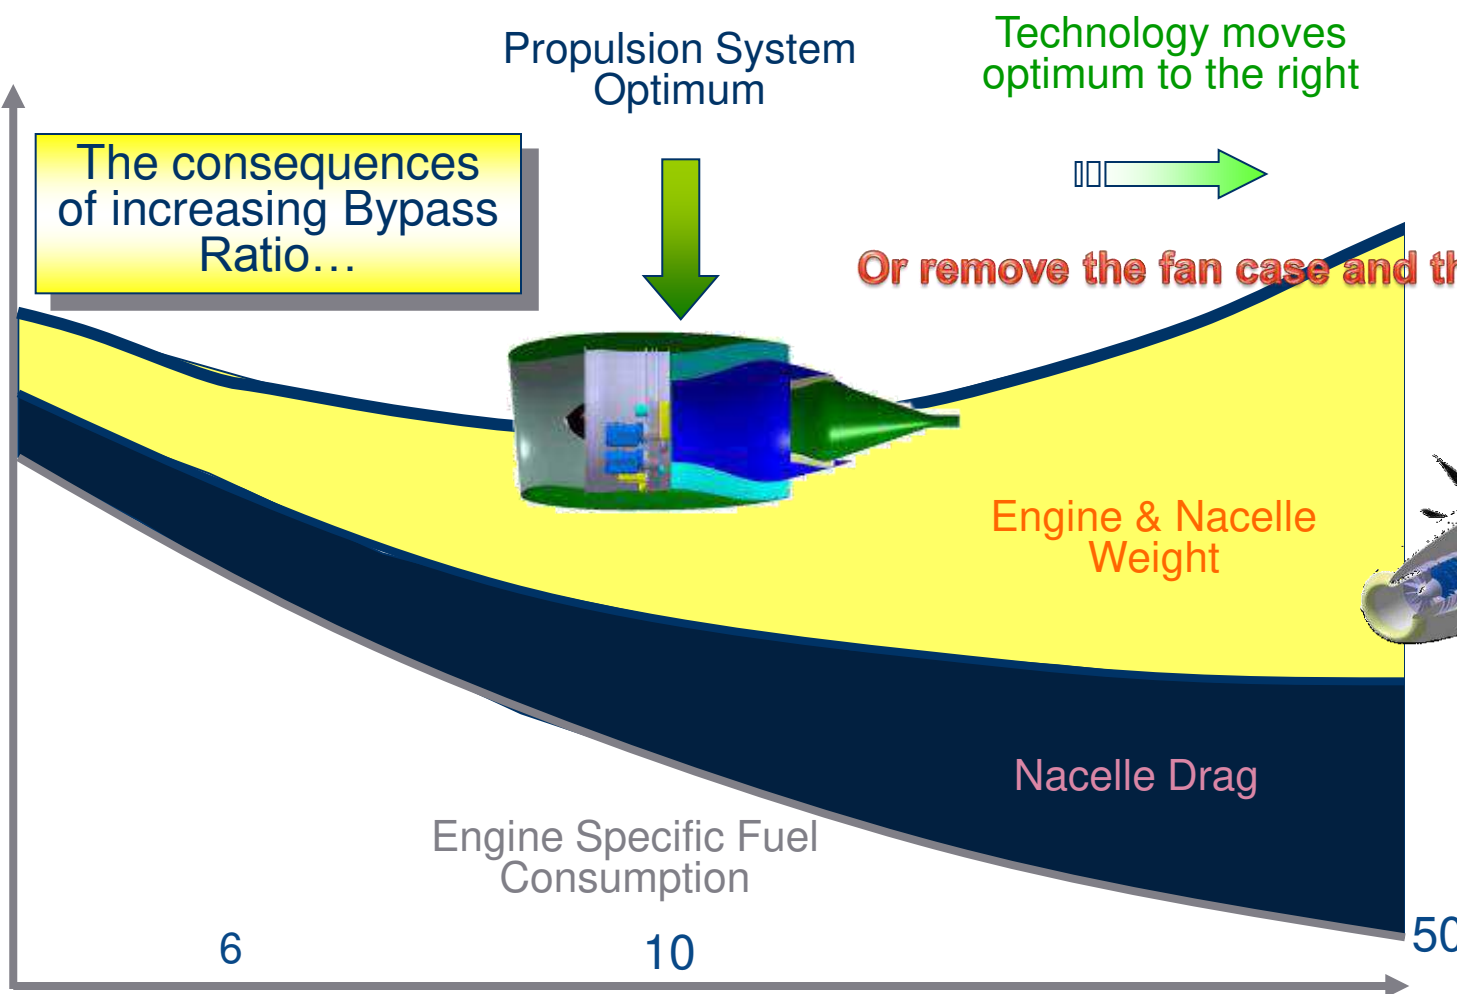 Propulsion System
Optimum
Technology moves
optimum to the right
The consequences
of increasing Bypass
Ratio…
Or remove the fan case and
Engine & Nacelle
Weight
Nacelle Drag
Engine Specific Fuel
Consumption
6
10
50